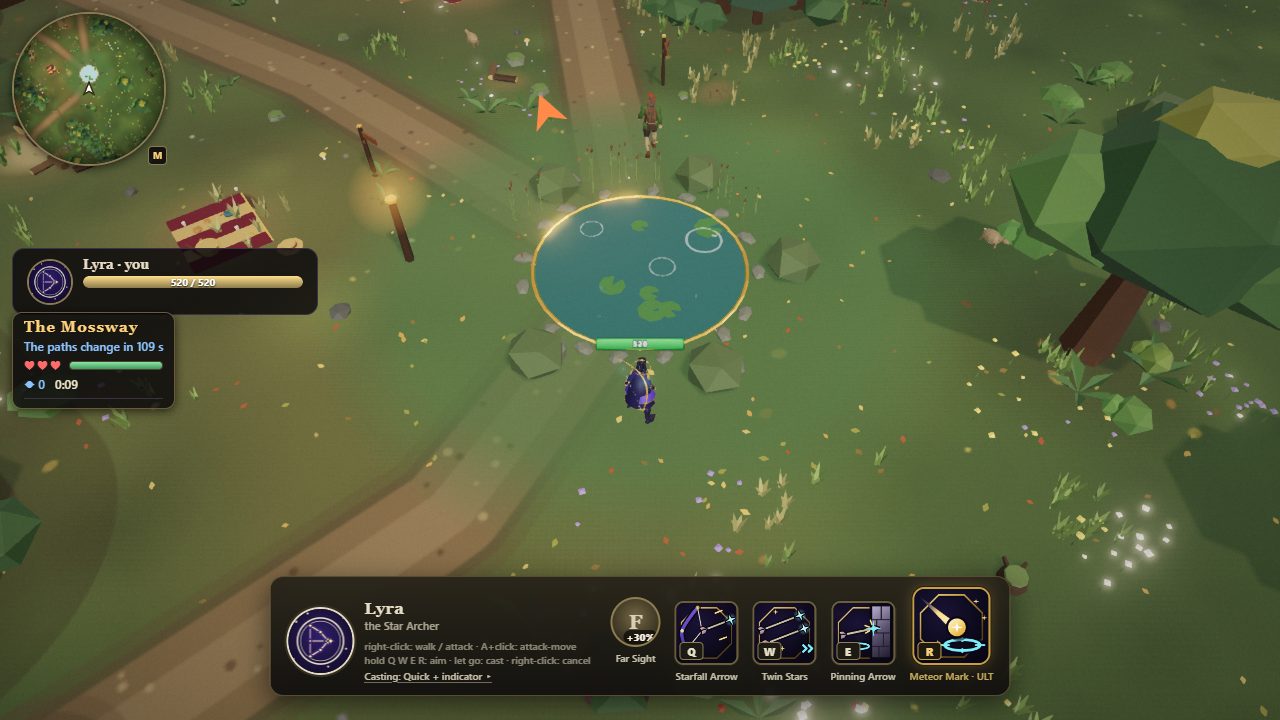 M
Lyra · you
520 / 520
The Mossway
The paths change in 109 s
0 0:09
520
Lyra
the Star Archer
right-click: walk / attack · A+click: attack-move
hold Q W E R: aim · let go: cast · right-click: cancel
Casting: Quick + indicator ▸
F
+30%
Far Sight
Q
Starfall Arrow
W
Twin Stars
E
Pinning Arrow
R
Meteor Mark · ULT